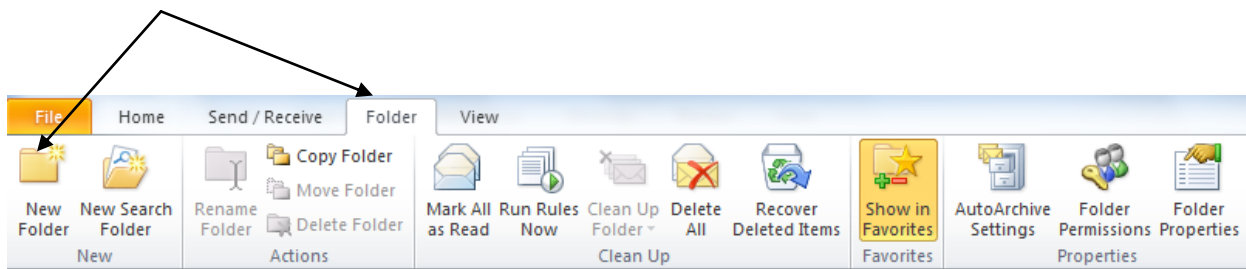 File Home Send / Receive Folder View
Copy Folder
Move Folder
New New Search Rename Delete Folder Mark All Run Rules Clean Up Delete Recover Show in AutoArchive Folder Folder
Folder Folder Folder as Read Now Folder All Deleted Items Favorites Settings Permissions Properties
New Actions Clean Up Favorites Properties